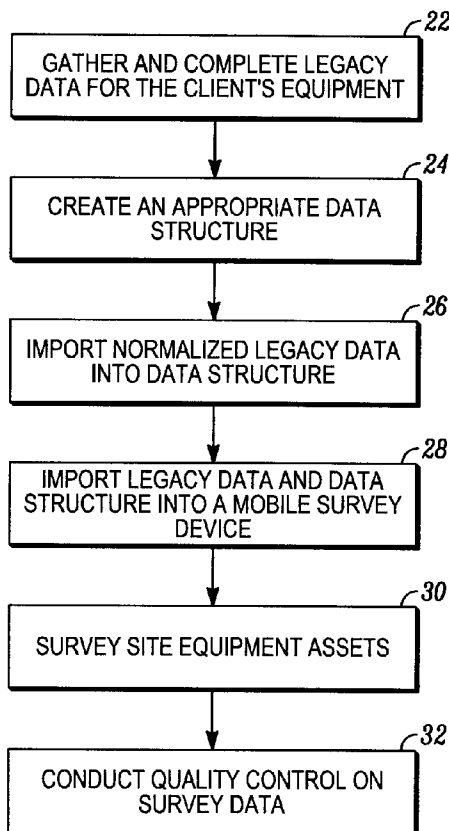 22
GATHER AND COMPLETE LEGACY
DATA FOR THE CLIENT'S EQUIPMENT
24
CREATE AN APPROPRIATE DATA
STRUCTURE
26
IMPORT NORMALIZED LEGACY DATA
INTO DATA STRUCTURE
28
IMPORT LEGACY DATA AND DATA
STRUCTURE INTO A MOBILE SURVEY
DEVICE
30
SURVEY SITE EQUIPMENT ASSETS
32
CONDUCT QUALITY CONTROL ON
SURVEY DATA